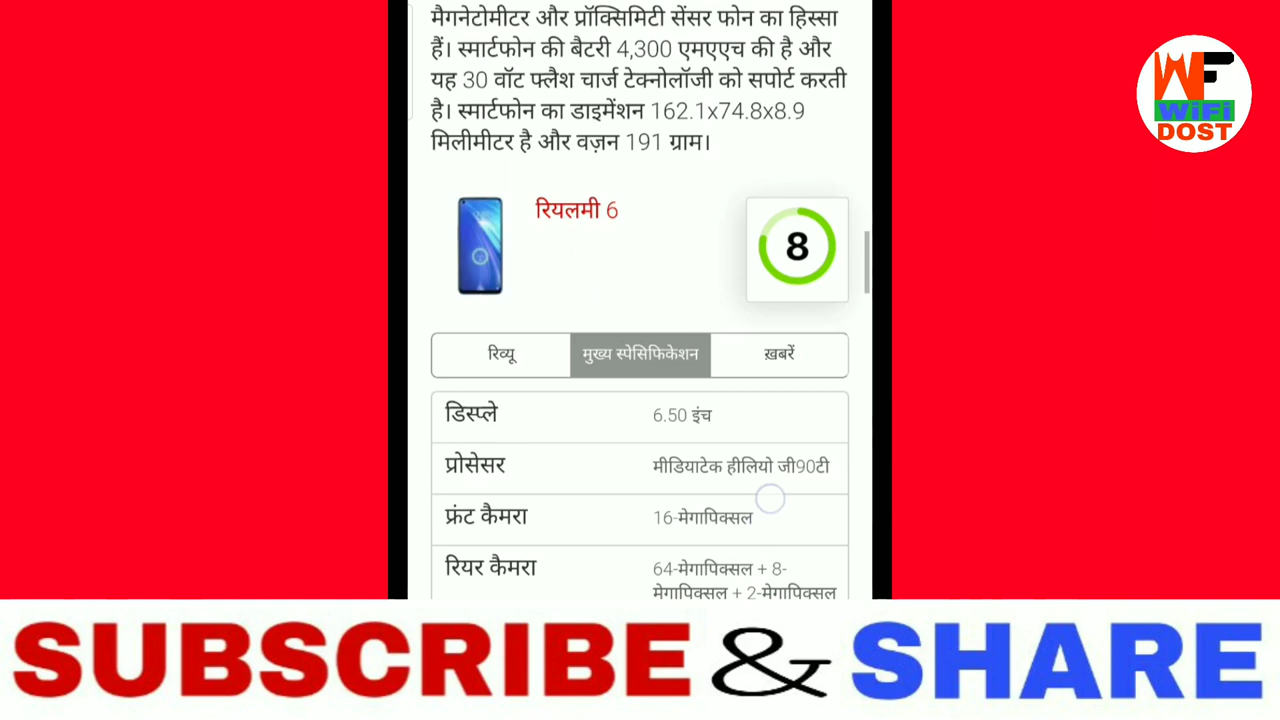 मैगनेटोमीटर और प्रॉक्सिमिटी सेंसर फोन का हिस्सा
हैं। स्मार्टफोन की बैटरी 4,300 एमएएच की है और
यह 30 वॉट फ्लैश चार्ज टेक्नोलॉजी को सपोर्ट करती
है। स्मार्टफोन का डाइमेंशन 162.1x74.8x8.9
मिलीमीटर है और वज़न 191 ग्राम।
WF
WiFi
DOST
रियलमी 6
8
रिव्यू मुख्य स्पेसिफिकेशन ख़बरें
डिस्प्ले 6.50 इंच
प्रोसेसर मीडियाटेक हीलियो जी90टी
फ्रंट कैमरा 16-मेगापिक्सल
रियर कैमरा 64-मेगापिक्सल + 8-
मेगापिक्सल + 2-मेगापिक्सल
SUBSCRIBE & SHARE